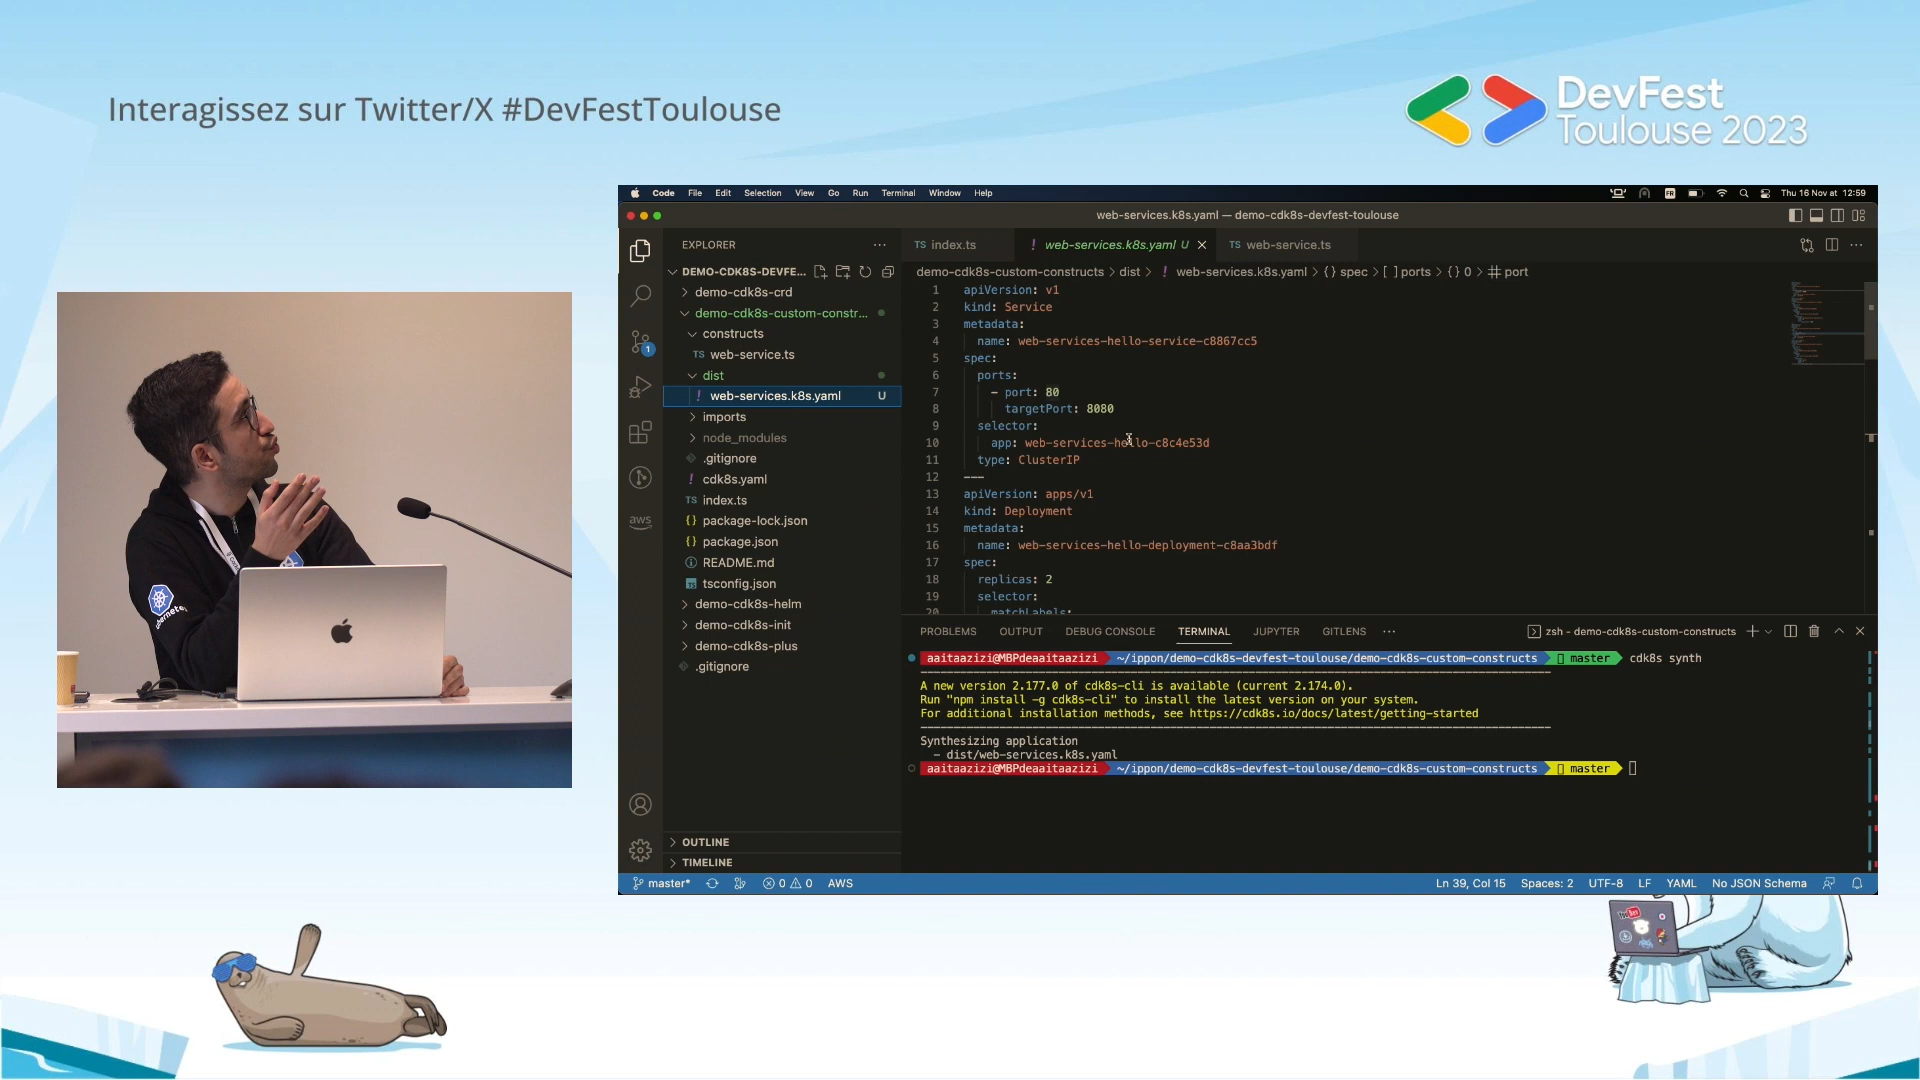 Interagissez sur Twitter/X #DevFestToulouse
DevFest
Toulouse 2023
Code File Edit Selection View Go Run Terminal Window Help
FR
Thu 16 Nov at 12:59
web-services.k8s.yaml — demo-cdk8s-devfest-toulouse
EXPLORER
DEMO-CDK8S-DEVFE...
demo-cdk8s-crd
demo-cdk8s-custom-constr...
constructs
TS web-service.ts
dist
! web-services.k8s.yaml U
imports
node_modules
.gitignore
! cdk8s.yaml
TS index.ts
{} package-lock.json
{} package.json
README.md
tsconfig.json
demo-cdk8s-helm
demo-cdk8s-init
demo-cdk8s-plus
.gitignore
OUTLINE
TIMELINE
1
aws
TS index.ts
! web-services.k8s.yaml U
TS web-service.ts
demo-cdk8s-custom-constructs > dist > ! web-services.k8s.yaml > {} spec > [ ] ports > {} 0 > # port
1 apiVersion: v1
2 kind: Service
3 metadata:
4 name: web-services-hello-service-c8867cc5
5 spec:
6 ports:
7 - port: 80
8 targetPort: 8080
9 selector:
10 app: web-services-hello-c8c4e53d
11 type: ClusterIP
12 ---
13 apiVersion: apps/v1
14 kind: Deployment
15 metadata:
16 name: web-services-hello-deployment-c8aa3bdf
17 spec:
18 replicas: 2
19 selector:
20 matchLabels:
PROBLEMS OUTPUT DEBUG CONSOLE TERMINAL JUPYTER GITLENS ...
zsh - demo-cdk8s-custom-constructs
aaitaazizi@MBPdeaaitaazizi ~/ippon/demo-cdk8s-devfest-toulouse/demo-cdk8s-custom-constructs master cdk8s synth
A new version 2.177.0 of cdk8s-cli is available (current 2.174.0).
Run "npm install -g cdk8s-cli" to install the latest version on your system.
For additional installation methods, see https://cdk8s.io/docs/latest/getting-started
Synthesizing application
- dist/web-services.k8s.yaml
aaitaazizi@MBPdeaaitaazizi ~/ippon/demo-cdk8s-devfest-toulouse/demo-cdk8s-custom-constructs master
master* 0 0 AWS
Ln 39, Col 15 Spaces: 2 UTF-8 LF YAML No JSON Schema